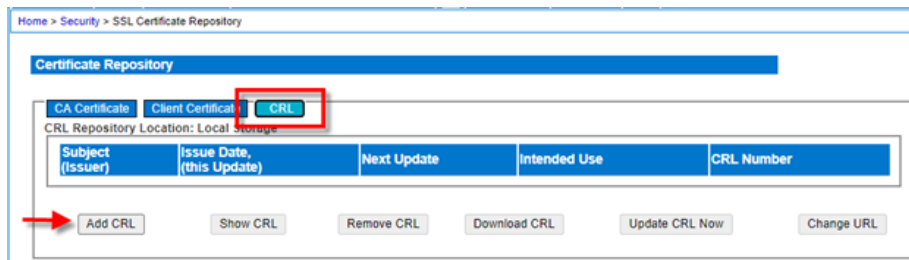 Home > Security > SSL Certificate Repository
Certificate Repository
CA Certificate Client Certificate CRL
CRL Repository Location: Local Storage
Subject (Issuer) Issue Date, (this Update) Next Update Intended Use CRL Number
Add CRL Show CRL Remove CRL Download CRL Update CRL Now Change URL